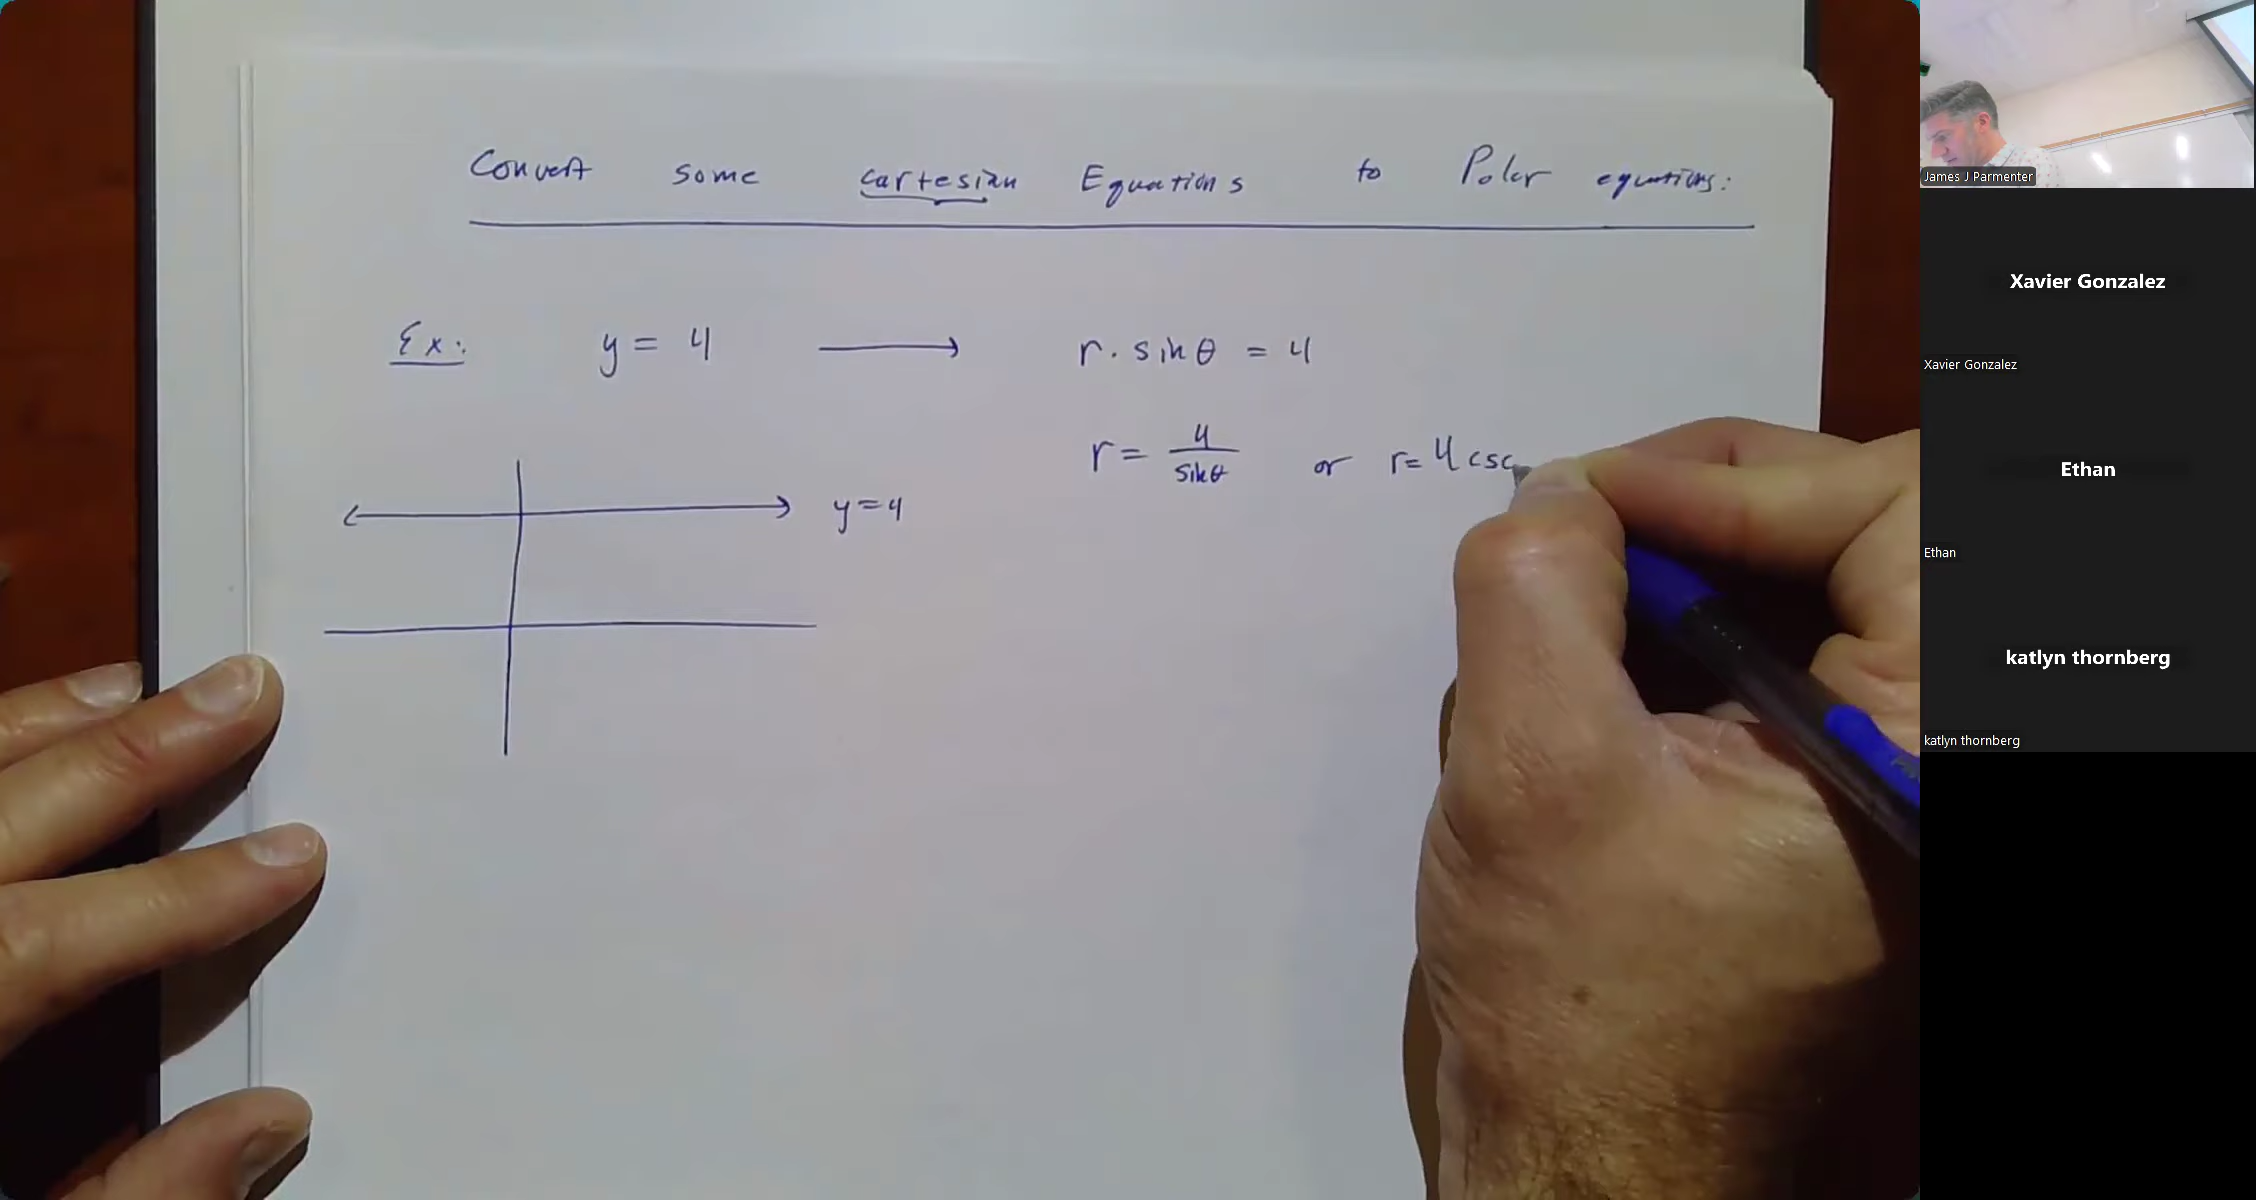 Convert some cartesian Equations to Polar equations:
Ex: y = 4 ⟶ r · sin θ = 4
r = 4/sin θ or r = 4 csc
y = 4
James J Parmenter
Xavier Gonzalez
Xavier Gonzalez
Ethan
Ethan
katlyn thornberg
katlyn thornberg